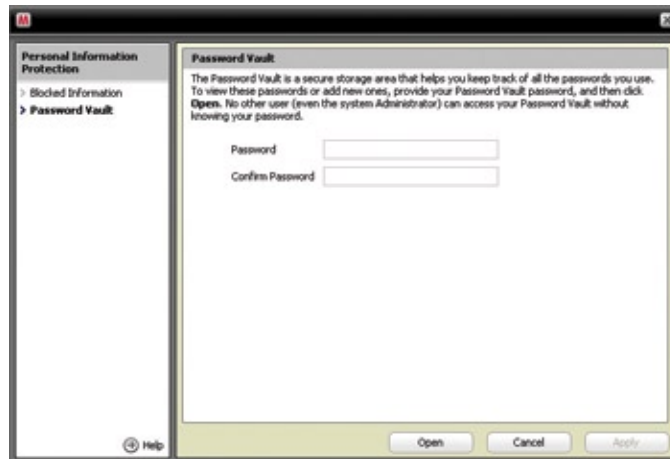 M
Personal Information
Protection
> Blocked Information
> Password Vault
Help
Password Vault
The Password Vault is a secure storage area that helps you keep track of all the passwords you use.
To view these passwords or add new ones, provide your Password Vault password, and then click
Open. No other user (even the system Administrator) can access your Password Vault without
knowing your password.
Password
Confirm Password
Open
Cancel
Apply